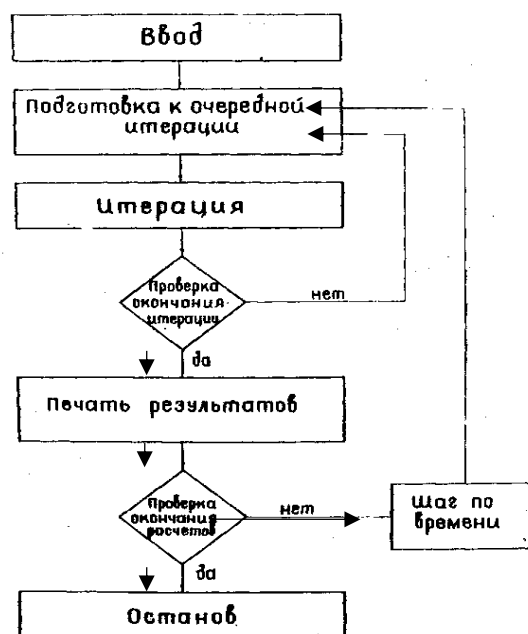 Ввод
Подготовка к очередной
итерации
Итерация
Проверка
окончания
итерации
нет
да
Печать результатов
Проверка
окончания
расчетов
нет
Шаг по
времени
да
Останов